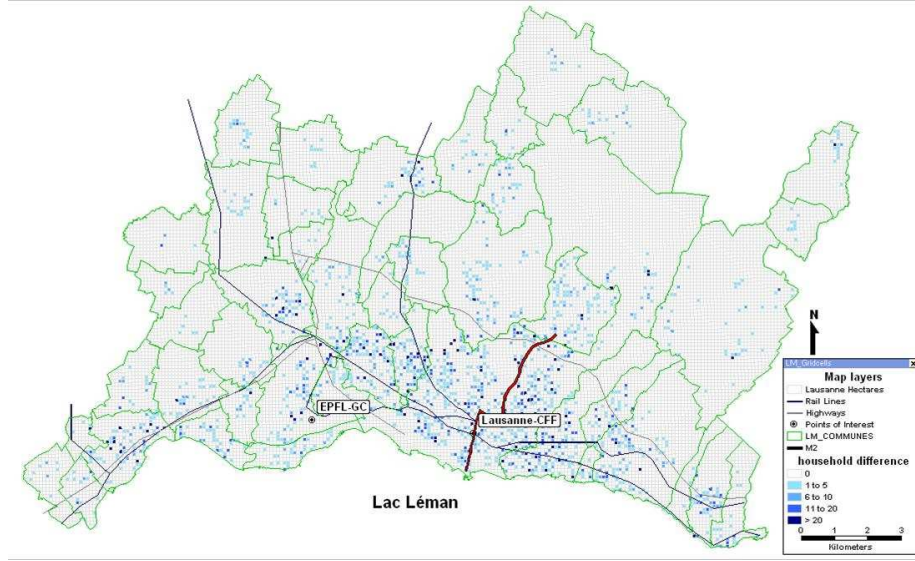 N
LM_Gridcells x
Map layers
Lausanne Hectares
Rail Lines
Highways
Points of Interest
LM_COMMUNES
M2
household difference
0
1 to 5
6 to 10
11 to 20
> 20
0 1 2 3
Kilometers
EPFL-GC
Lausanne-CFF
Lac Léman